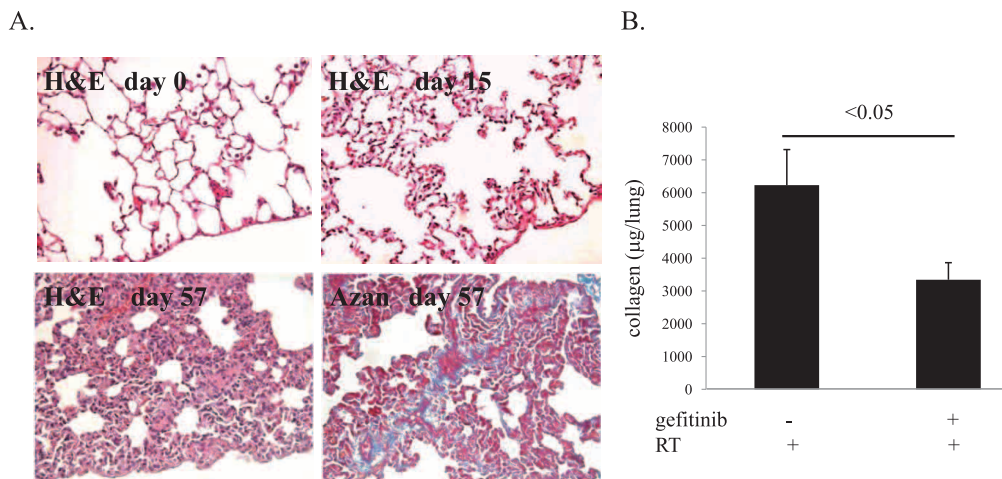 A.
H&E day 0
H&E day 15
H&E day 57
Azan day 57
B.
<0.05
collagen (µg/lung)
8000
7000
6000
5000
4000
3000
2000
1000
0
gefitinib - +
RT + +